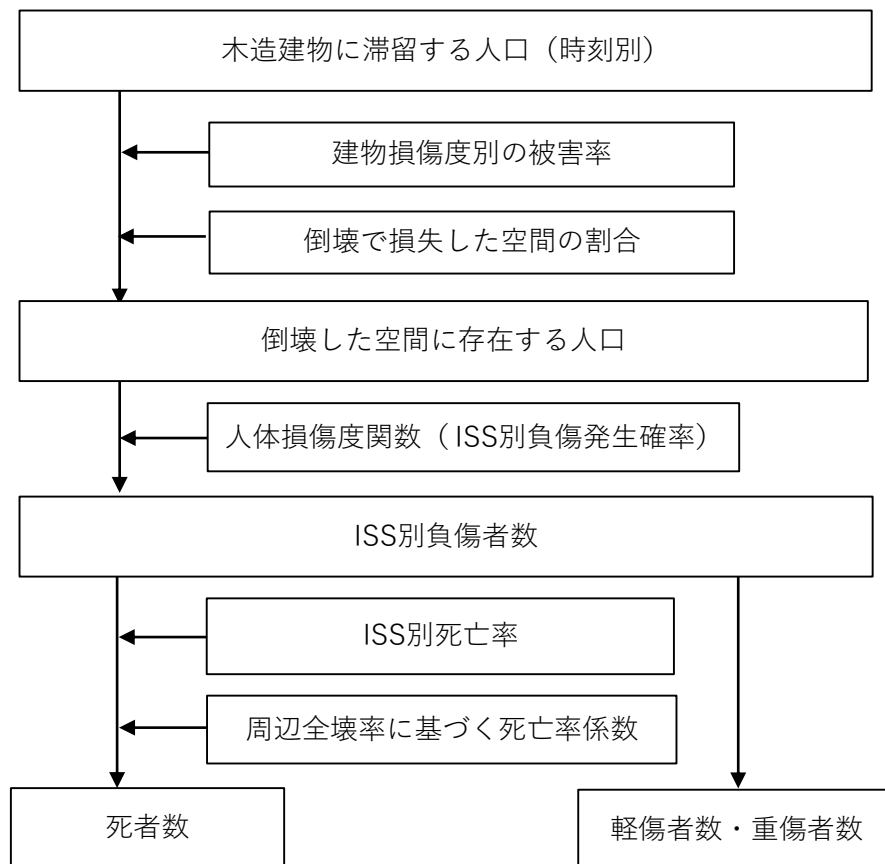 木造建物に滞留する人口（時刻別）
建物損傷度別の被害率
倒壊で損失した空間の割合
倒壊した空間に存在する人口
人体損傷度関数（ISS別負傷発生確率）
ISS別負傷者数
ISS別死亡率
周辺全壊率に基づく死亡率係数
死者数
軽傷者数・重傷者数